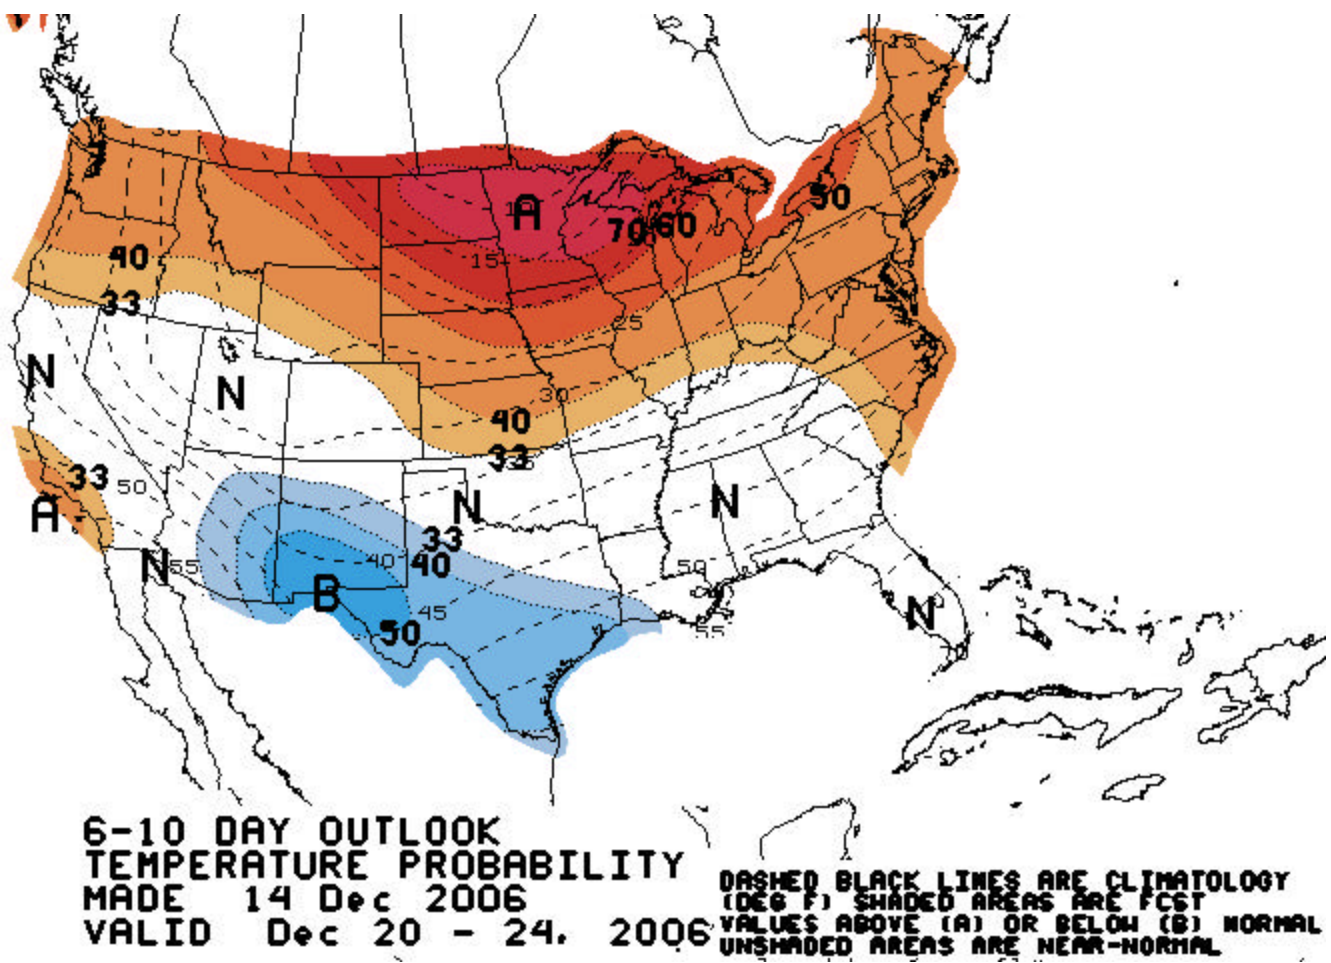 15
30
A
50
70
60
15
40
33
25
N
N
30
40
33
33
50
A
N
N
33
N
55
40
40
50
B
45
N
50
55
6-10 DAY OUTLOOK
TEMPERATURE PROBABILITY
MADE 14 Dec 2006
VALID Dec 20 - 24, 2006
DASHED BLACK LINES ARE CLIMATOLOGY
(DEG F) SHADED AREAS ARE FCST
VALUES ABOVE (A) OR BELOW (B) NORMAL
UNSHADED AREAS ARE NEAR-NORMAL